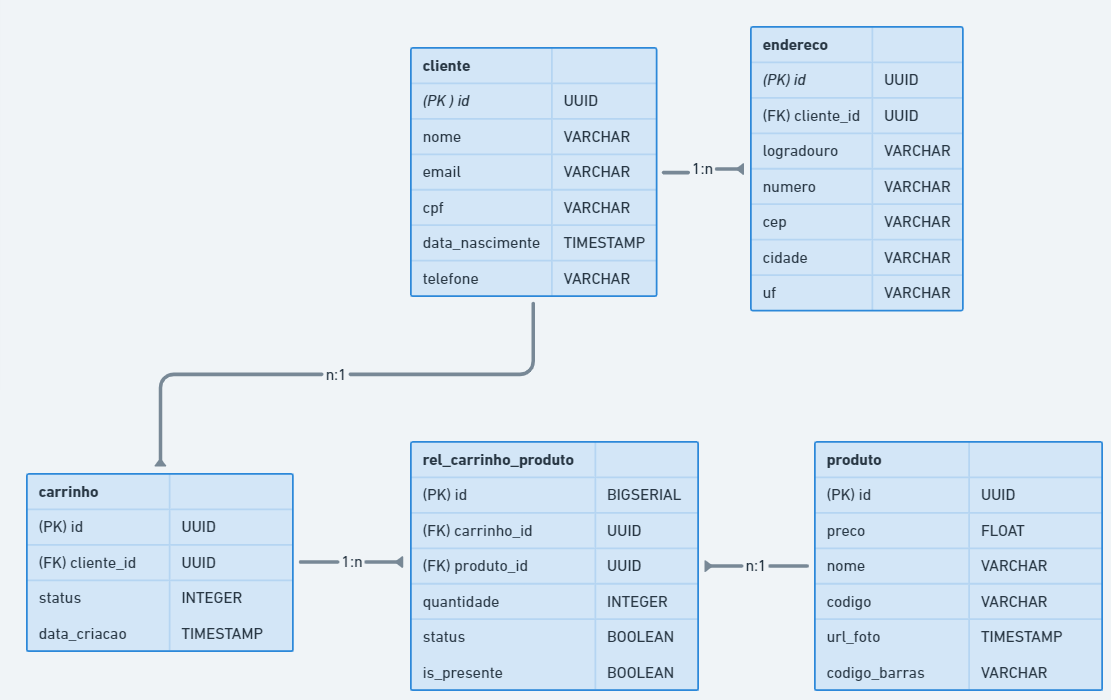 cliente
(PK ) id UUID
nome VARCHAR
email VARCHAR
cpf VARCHAR
data_nascimento TIMESTAMP
telefone VARCHAR
1:n
endereco
(PK) id UUID
(FK) cliente_id UUID
logradouro VARCHAR
numero VARCHAR
cep VARCHAR
cidade VARCHAR
uf VARCHAR
n:1
carrinho
(PK) id UUID
(FK) cliente_id UUID
status INTEGER
data_criacao TIMESTAMP
1:n
rel_carrinho_produto
(PK) id BIGSERIAL
(FK) carrinho_id UUID
(FK) produto_id UUID
quantidade INTEGER
status BOOLEAN
is_presente BOOLEAN
n:1
produto
(PK) id UUID
preco FLOAT
nome VARCHAR
codigo VARCHAR
url_foto TIMESTAMP
codigo_barras VARCHAR